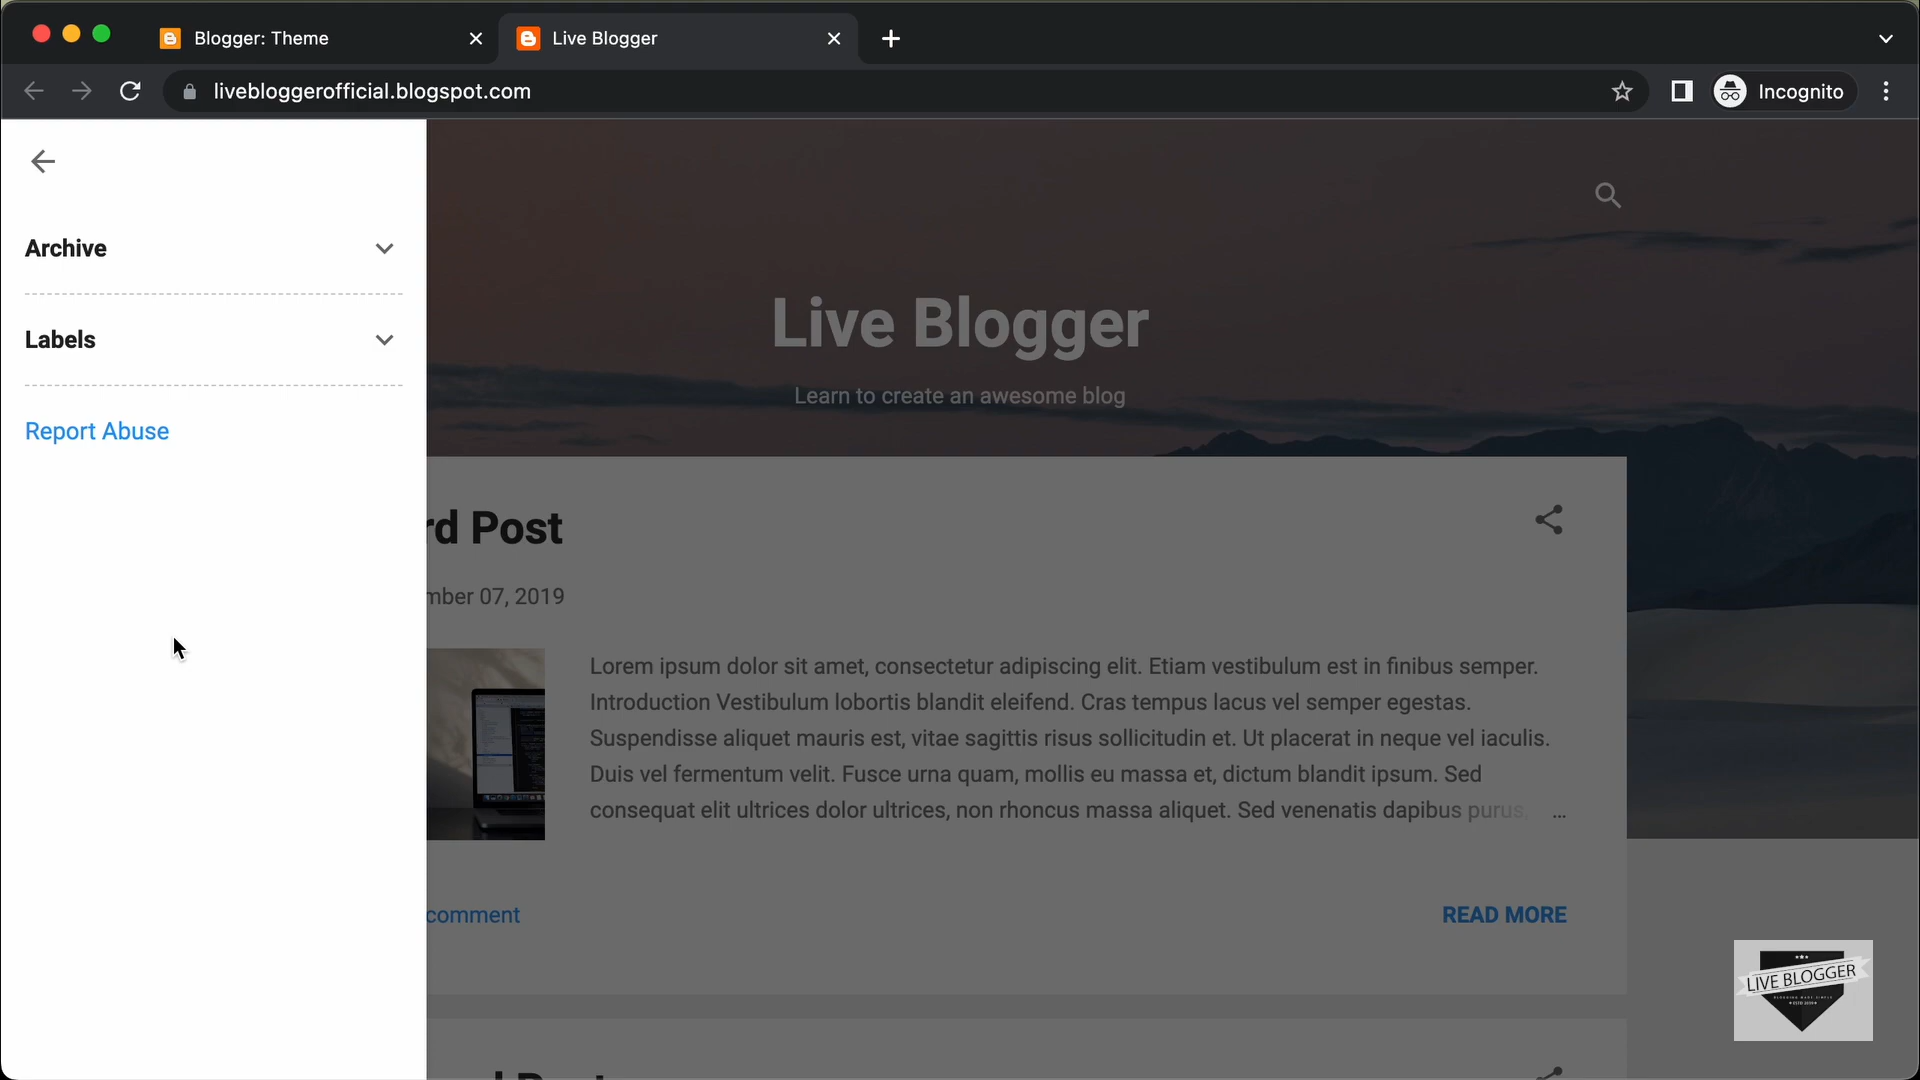 Blogger: Theme
Live Blogger
livebloggerofficial.blogspot.com
Incognito
Archive
Labels
Report Abuse
Live Blogger
Learn to create an awesome blog
rd Post
mber 07, 2019
Lorem ipsum dolor sit amet, consectetur adipiscing elit. Etiam vestibulum est in finibus semper.
Introduction Vestibulum lobortis blandit eleifend. Cras tempus lacus vel semper egestas.
Suspendisse aliquet mauris est, vitae sagittis risus sollicitudin et. Ut placerat in neque vel iaculis.
Duis vel fermentum velit. Fusce urna quam, mollis eu massa et, dictum blandit ipsum. Sed
consequat elit ultrices dolor ultrices, non rhoncus massa aliquet. Sed venenatis dapibus purus, ...
comment
READ MORE
LIVE BLOGGER